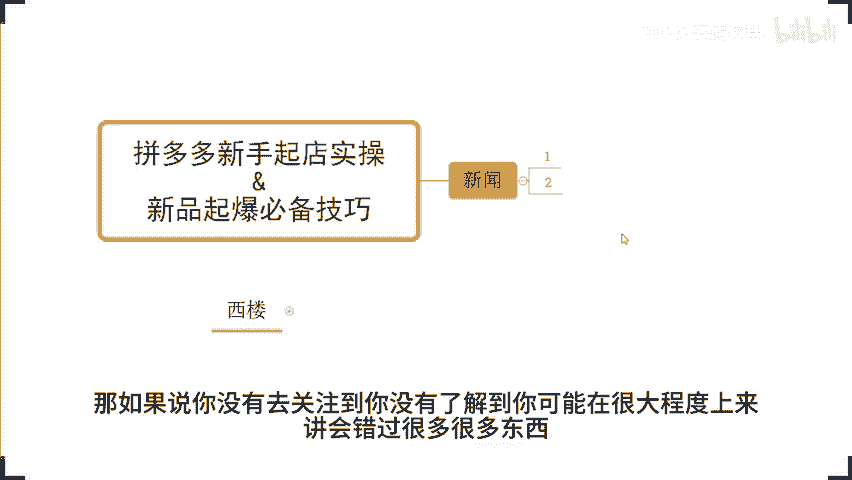 bilibili
拼多多新手起店实操
&
新品起爆必备技巧
新闻
1
2
西楼
那如果说你没有去关注到你没有了解到你可能在很大程度上来
讲会错过很多很多东西